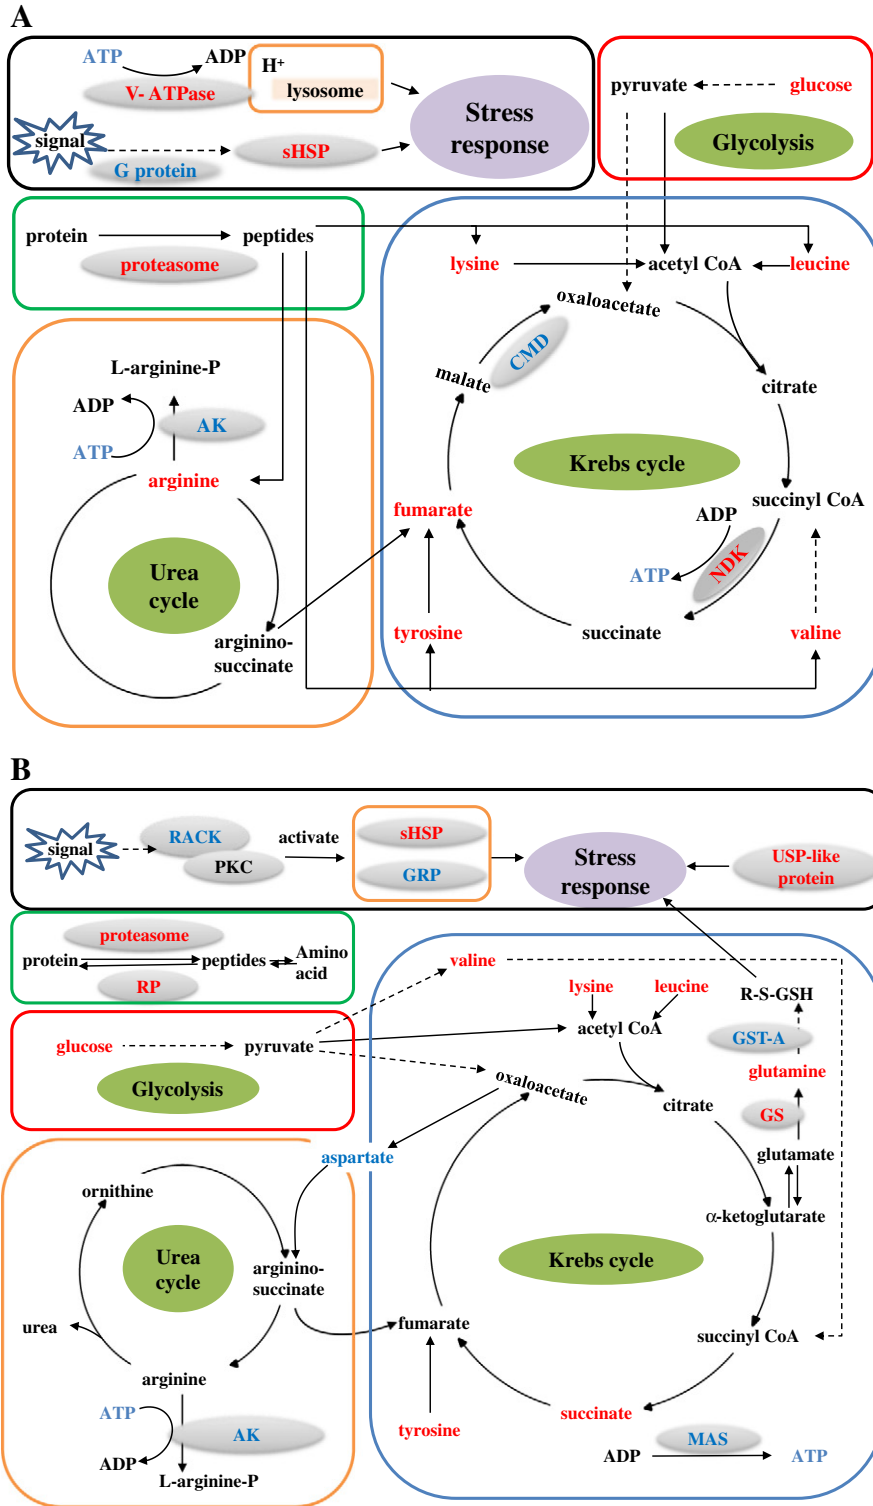 A
ATP
ADP
H+
V- ATPase
lysosome
Stress
response
signal
G protein
sHSP
pyruvate
glucose
Glycolysis
protein
peptides
proteasome
lysine
acetyl CoA
leucine
oxaloacetate
CMD
malate
citrate
L-arginine-P
ADP
AK
ATP
arginine
Krebs cycle
succinyl CoA
fumarate
ADP
NDK
ATP
Urea
cycle
arginino-
succinate
tyrosine
succinate
valine
B
signal
RACK
PKC
activate
sHSP
GRP
Stress
response
USP-like
protein
proteasome
protein
peptides
Amino
acid
RP
valine
lysine
leucine
R-S-GSH
acetyl CoA
GST-A
glucose
pyruvate
Glycolysis
glutamine
oxaloacetate
citrate
GS
aspartate
glutamate
ornithine
α-ketoglutarate
Urea
cycle
arginino-
succinate
Krebs cycle
urea
fumarate
succinyl CoA
arginine
ATP
AK
ADP
L-arginine-P
tyrosine
succinate
MAS
ADP
ATP